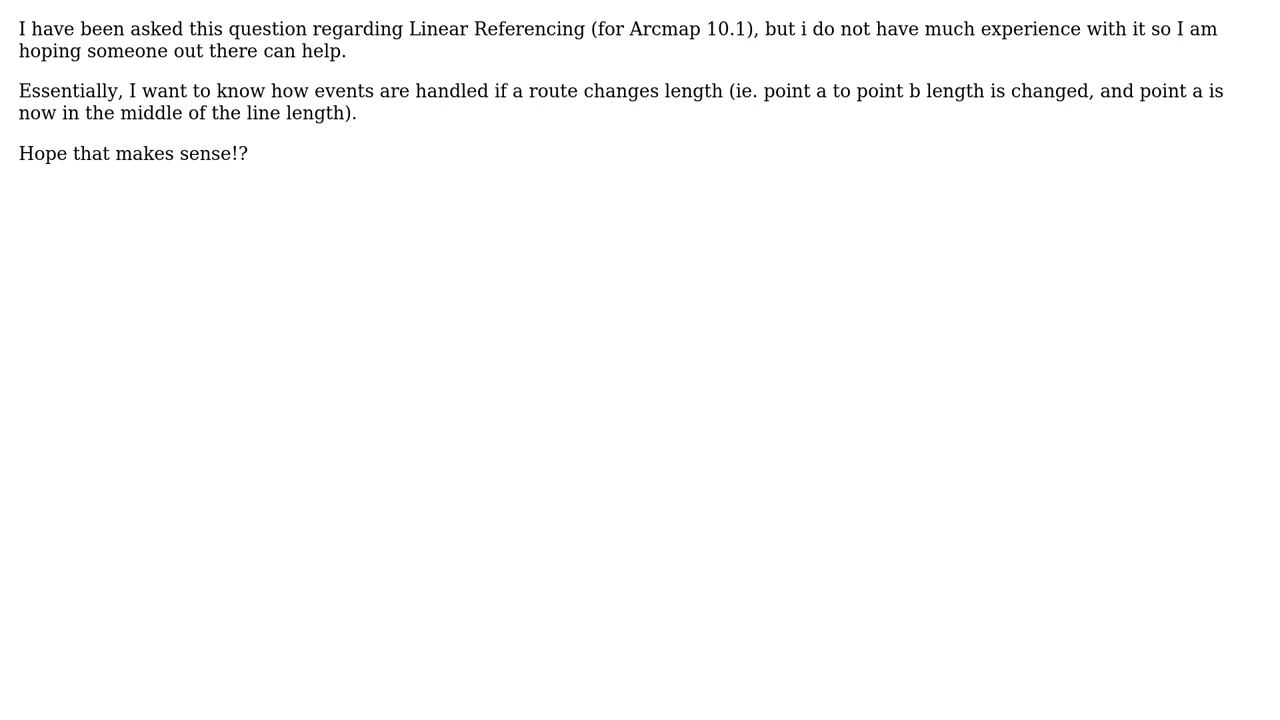 I have been asked this question regarding Linear Referencing (for Arcmap 10.1), but i do not have much experience with it so I am
hoping someone out there can help.
Essentially, I want to know how events are handled if a route changes length (ie. point a to point b length is changed, and point a is
now in the middle of the line length).
Hope that makes sense!?